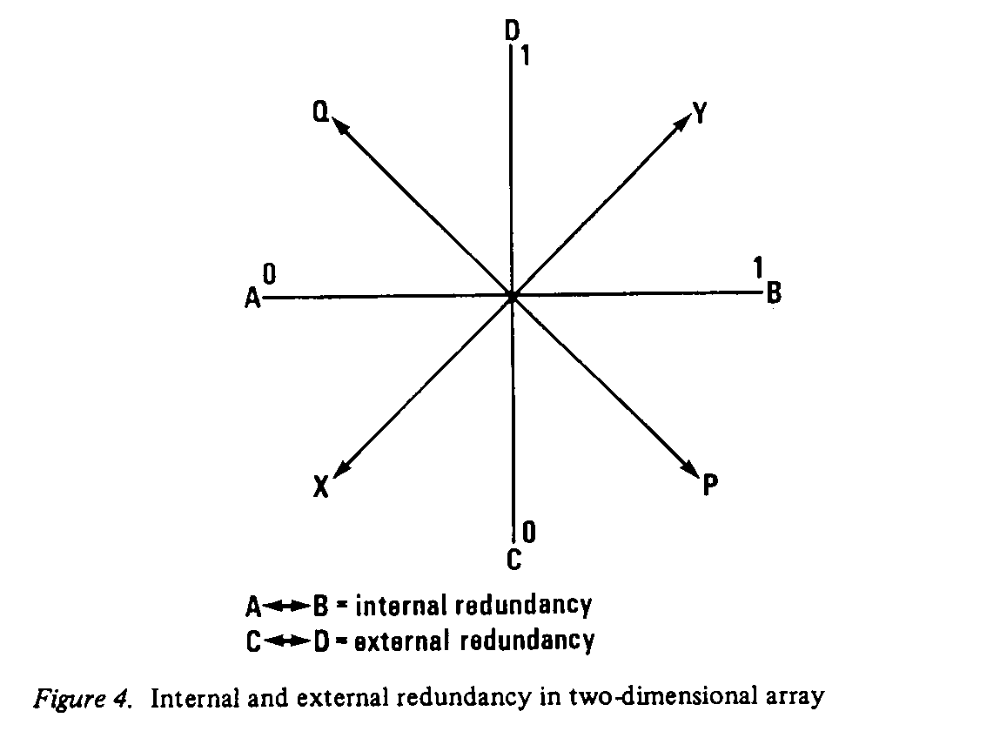 D
1
Q
Y
0
1
A
B
X
P
0
C
A↔B = internal redundancy
C↔D = external redundancy
Figure 4. Internal and external redundancy in two-dimensional array